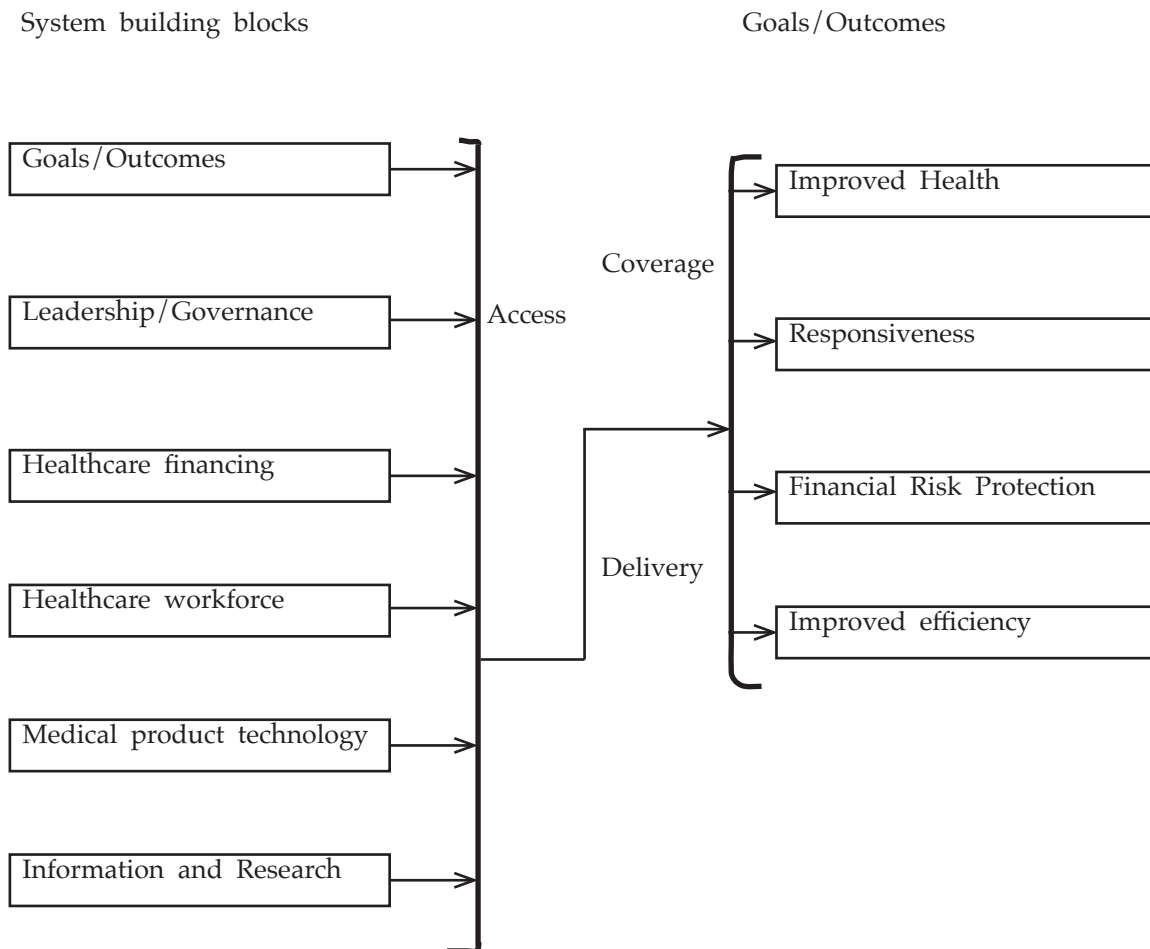 System building blocks
Goals/Outcomes
Goals/Outcomes
Leadership/Governance
Healthcare financing
Healthcare workforce
Medical product technology
Information and Research
Access
Coverage
Delivery
Improved Health
Responsiveness
Financial Risk Protection
Improved efficiency